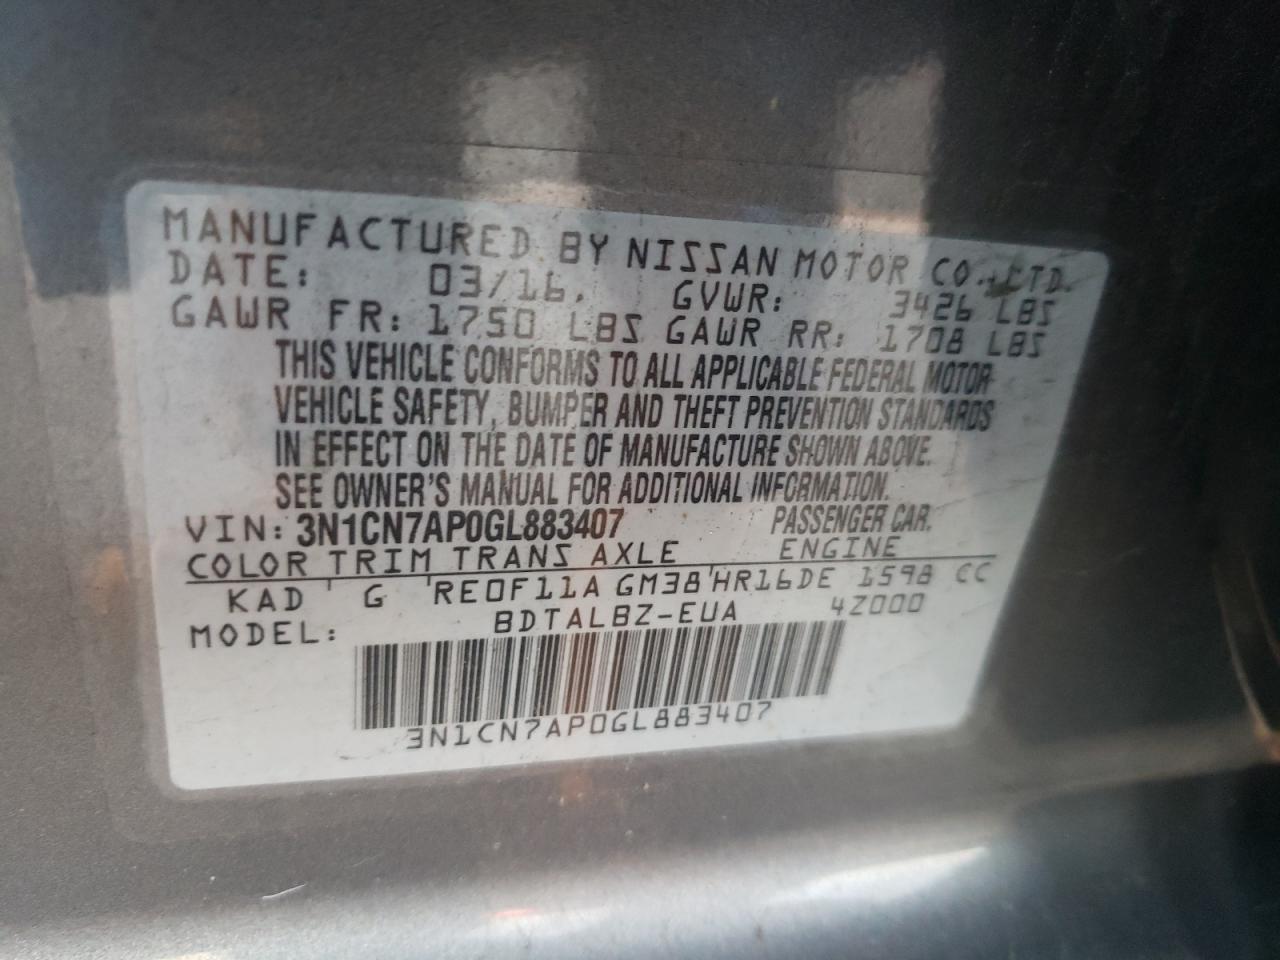 MANUFACTURED BY NISSAN MOTOR CO.,LTD.
DATE: 03/16. GVWR: 3426 LBS
GAWR FR: 1750 LBS GAWR RR: 1708 LBS
THIS VEHICLE CONFORMS TO ALL APPLICABLE FEDERAL MOTOR
VEHICLE SAFETY, BUMPER AND THEFT PREVENTION STANDARDS
IN EFFECT ON THE DATE OF MANUFACTURE SHOWN ABOVE.
SEE OWNER'S MANUAL FOR ADDITIONAL INFORMATION.
VIN: 3N1CN7AP0GL883407 PASSENGER CAR.
COLOR TRIM TRANS AXLE ENGINE
KAD ' G 'RE0F11A GM38'HR16DE 1598 CC
MODEL: BDTALBZ-EUA 4Z000
3N1CN7AP0GL883407